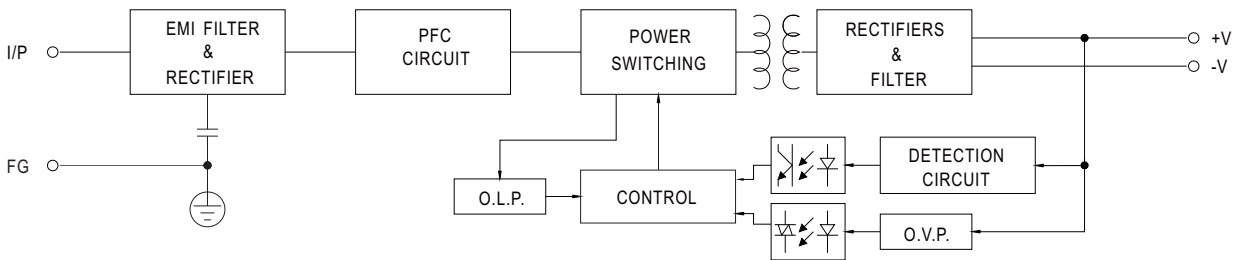 I/P
EMI FILTER
&
RECTIFIER
PFC
CIRCUIT
POWER
SWITCHING
RECTIFIERS
&
FILTER
+V
-V
FG
O.L.P.
CONTROL
DETECTION
CIRCUIT
O.V.P.